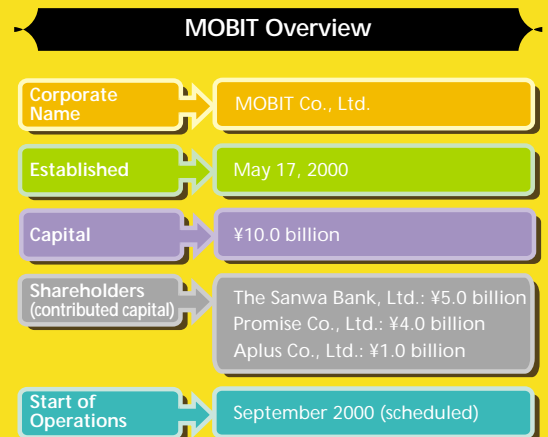 MOBIT Overview
Corporate
Name
MOBIT Co., Ltd.
Established
May 17, 2000
Capital
¥10.0 billion
Shareholders
(contributed capital)
The Sanwa Bank, Ltd.: ¥5.0 billion
Promise Co., Ltd.: ¥4.0 billion
Aplus Co., Ltd.: ¥1.0 billion
Start of
Operations
September 2000 (scheduled)